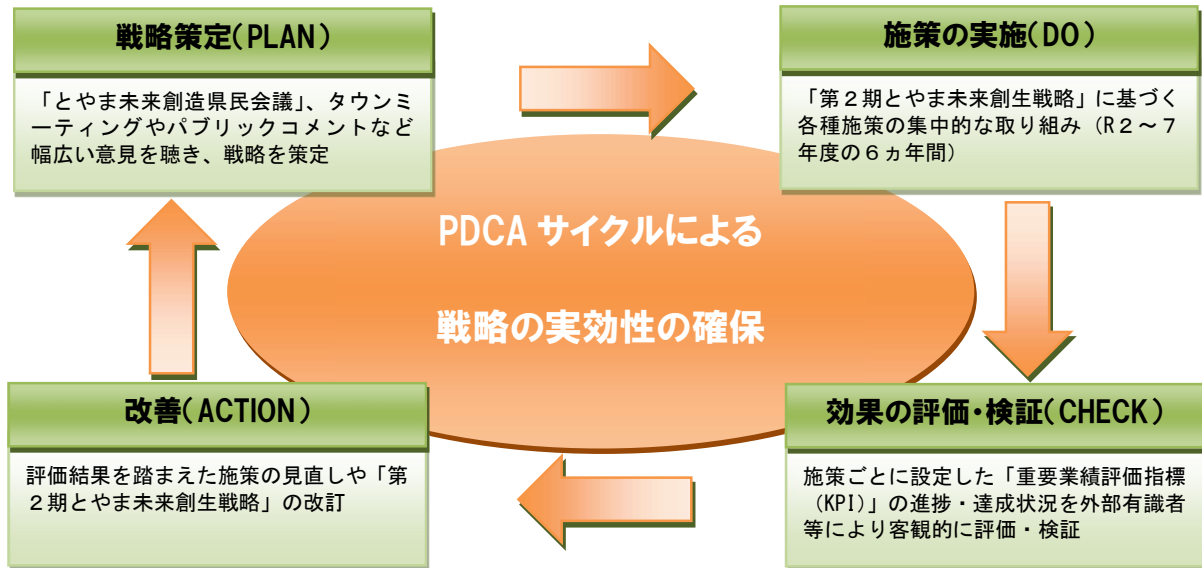 戦略策定(PLAN)
「とやま未来創造県民会議」、タウンミ
ーティングやパブリックコメントなど
幅広い意見を聴き、戦略を策定
施策の実施(DO)
「第２期とやま未来創生戦略」に基づく
各種施策の集中的な取り組み（R２～７
年度の６ヵ年間）
PDCA サイクルによる
戦略の実効性の確保
改善(ACTION)
評価結果を踏まえた施策の見直しや「第
２期とやま未来創生戦略」の改訂
効果の評価・検証(CHECK)
施策ごとに設定した「重要業績評価指標
（KPI)」の進捗・達成状況を外部有識者
等により客観的に評価・検証